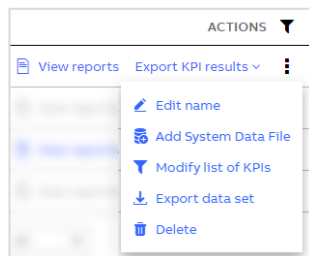 ACTIONS
View reports Export KPI results
Edit name
Add System Data File
Modify list of KPIs
Export data set
Delete